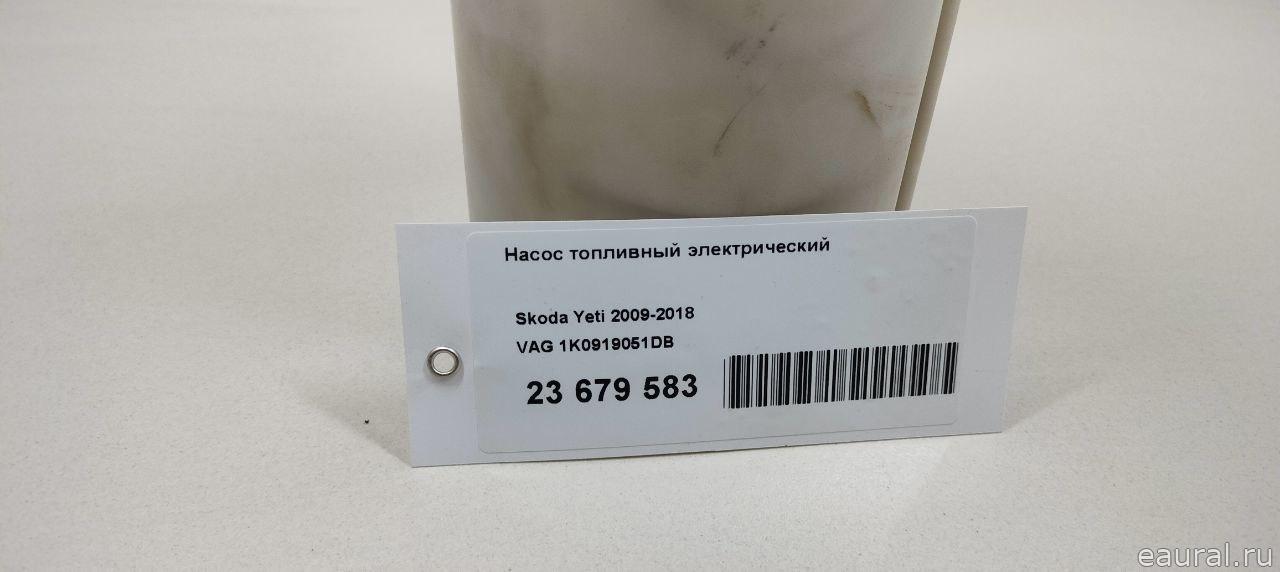 Насос топливный электрический
Skoda Yeti 2009-2018
VAG 1K0919051DB
23 679 583
eaural.ru